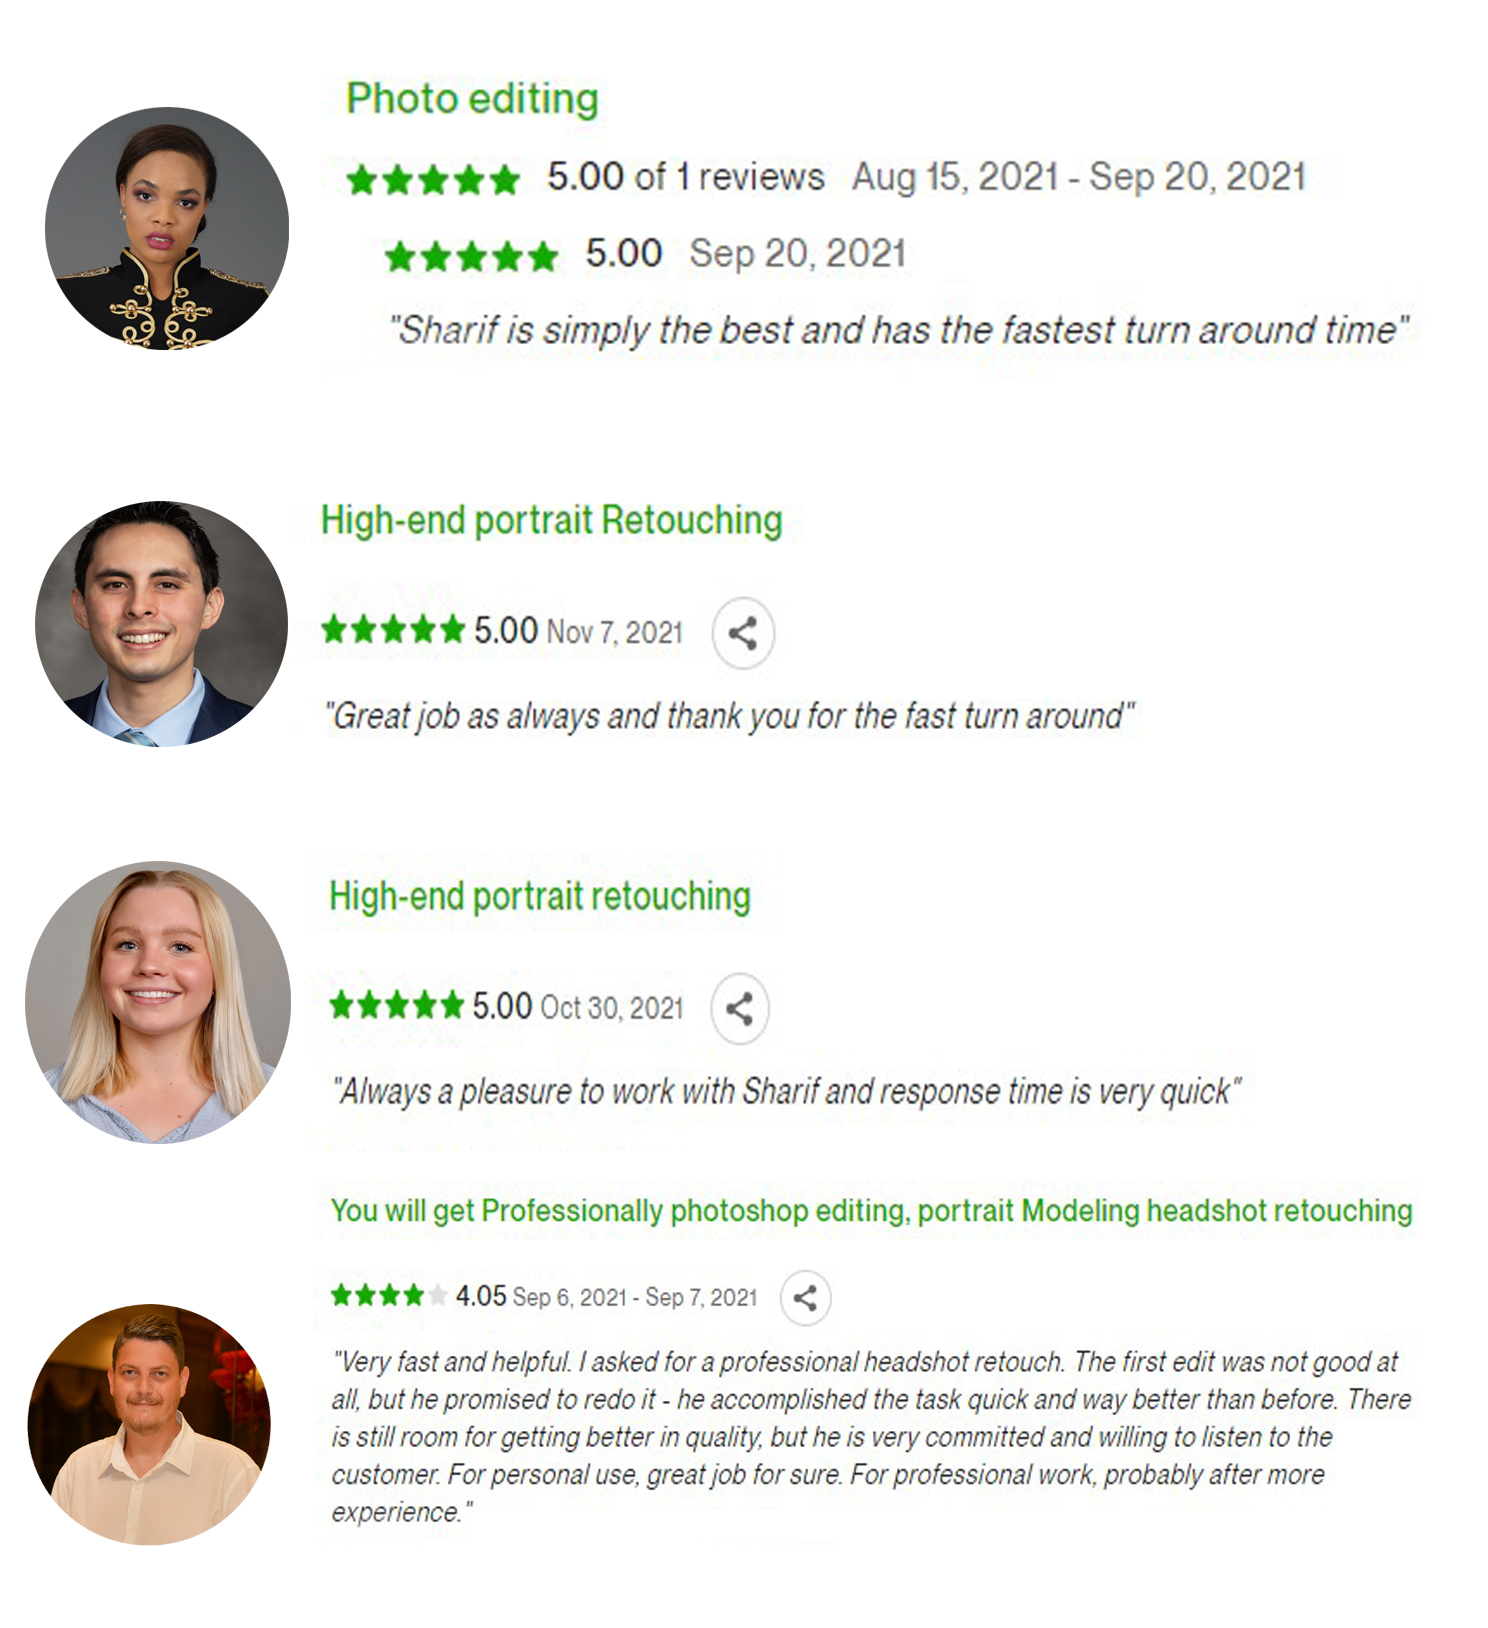 Photo editing
5.00 of 1 reviews Aug 15, 2021 - Sep 20, 2021
5.00 Sep 20, 2021
"Sharif is simply the best and has the fastest turn around time"
High-end portrait Retouching
5.00 Nov 7, 2021
"Great job as always and thank you for the fast turn around"
High-end portrait retouching
5.00 Oct 30, 2021
"Always a pleasure to work with Sharif and response time is very quick"
You will get Professionally photoshop editing, portrait Modeling headshot retouching
4.05 Sep 6, 2021 - Sep 7, 2021
"Very fast and helpful. I asked for a professional headshot retouch. The first edit was not good at
all, but he promised to redo it - he accomplished the task quick and way better than before. There
is still room for getting better in quality, but he is very committed and willing to listen to the
customer. For personal use, great job for sure. For professional work, probably after more
experience."